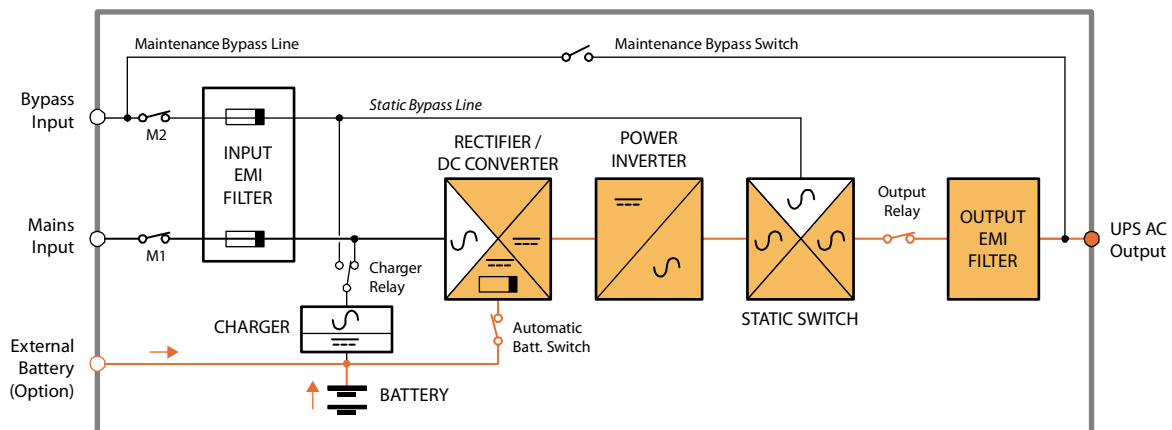 Maintenance Bypass Line
Maintenance Bypass Switch
Bypass
Input
M2
Static Bypass Line
INPUT
EMI
FILTER
RECTIFIER /
DC CONVERTER
POWER
INVERTER
Mains
Input
M1
Charger
Relay
Output
Relay
OUTPUT
EMI
FILTER
UPS AC
Output
CHARGER
STATIC SWITCH
Automatic
Batt. Switch
External
Battery
(Option)
BATTERY